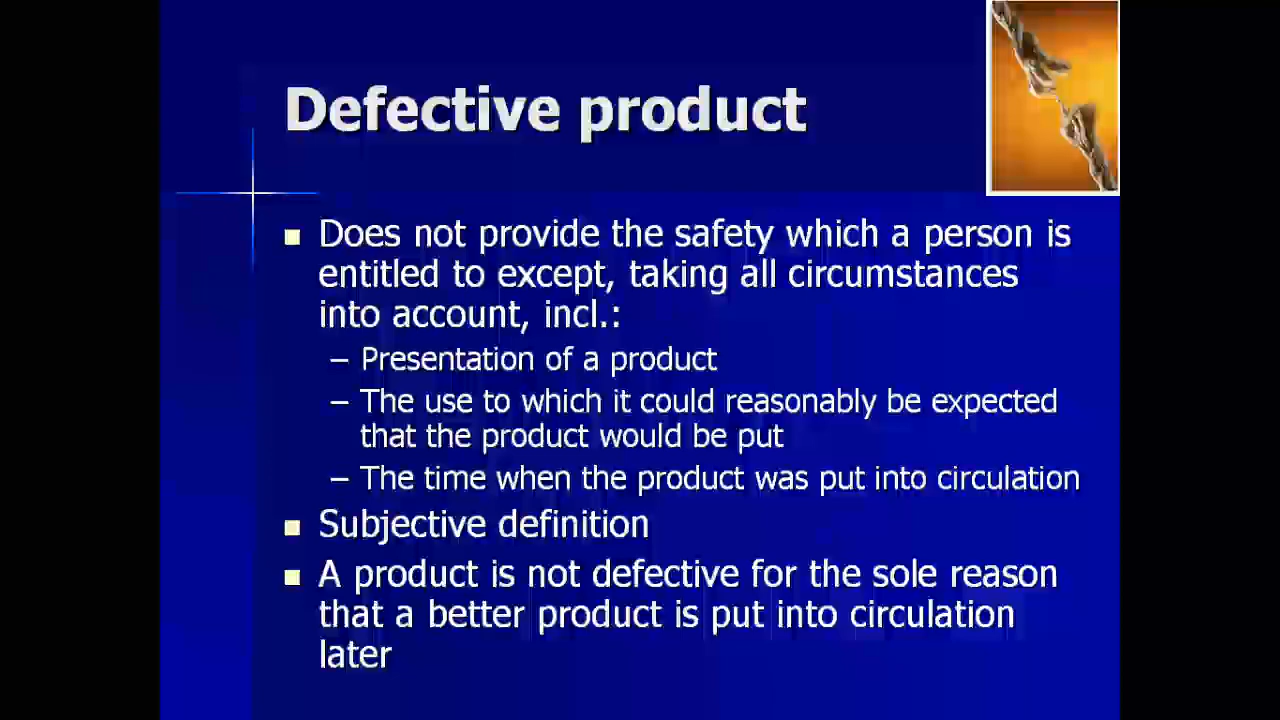 Defective product
Does not provide the safety which a person is
entitled to except, taking all circumstances
into account, incl.:
– Presentation of a product
– The use to which it could reasonably be expected
that the product would be put
– The time when the product was put into circulation
Subjective definition
A product is not defective for the sole reason
that a better product is put into circulation
later